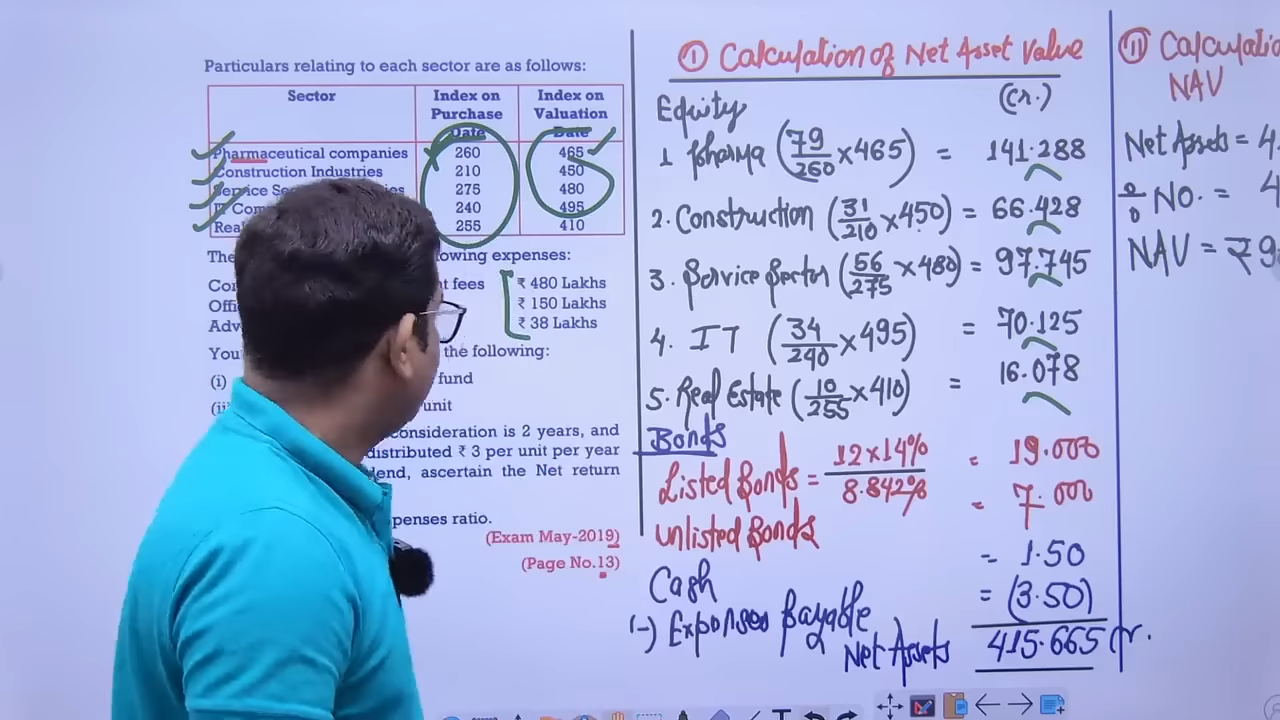 Particulars relating to each sector are as follows:
Sector
Index on Purchase Date
Index on Valuation Date
Pharmaceutical companies 260 465
Construction Industries 210 450
Service 275 480
IT 240 495
255 410
owing expenses:
fees ₹ 480 Lakhs
₹ 150 Lakhs
₹ 38 Lakhs
the following:
(i) fund
unit
consideration is 2 years, and
distributed ₹ 3 per unit per year
ascertain the Net return
penses ratio.
(Exam May-2019)
(Page No.13)
① Calculation of Net Asset Value
(Cr.)
Equity
1 Pharma (79/260 ×465) = 141.288
2. Construction (31/210 ×450) = 66.428
3. Service Sector (56/275 ×480) = 97.745
4. IT (34/240 ×495) = 70.125
5. Real Estate (10/255 ×410) = 16.078
Bonds
Listed Bonds = 12×14% / 8.842% = 19.000
Unlisted Bonds = 7.000
Cash = 1.50
(-) Expenses Payable = (3.50)
Net Assets 415.665 Cr.
② Calculatio
NAV
Net Assets = 4
÷ NO. = 4
NAV = ₹9